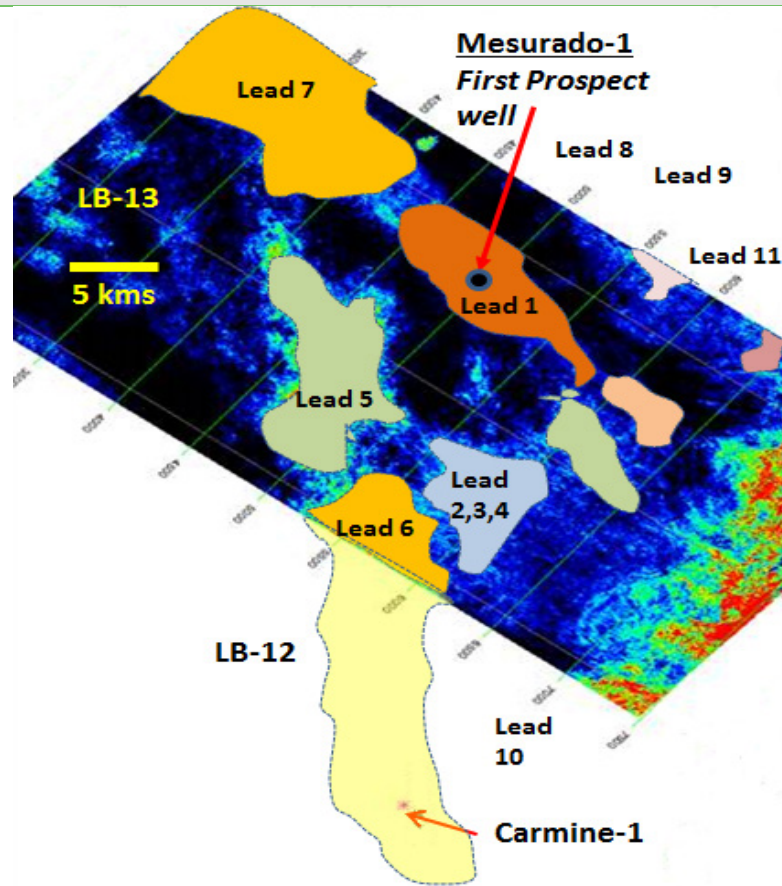 Mesurado-1
First Prospect
well
Lead 7
Lead 8
Lead 9
LB-13
Lead 11
5 kms
Lead 1
Lead 5
Lead
2,3,4
Lead 6
LB-12
Lead
10
Carmine-1